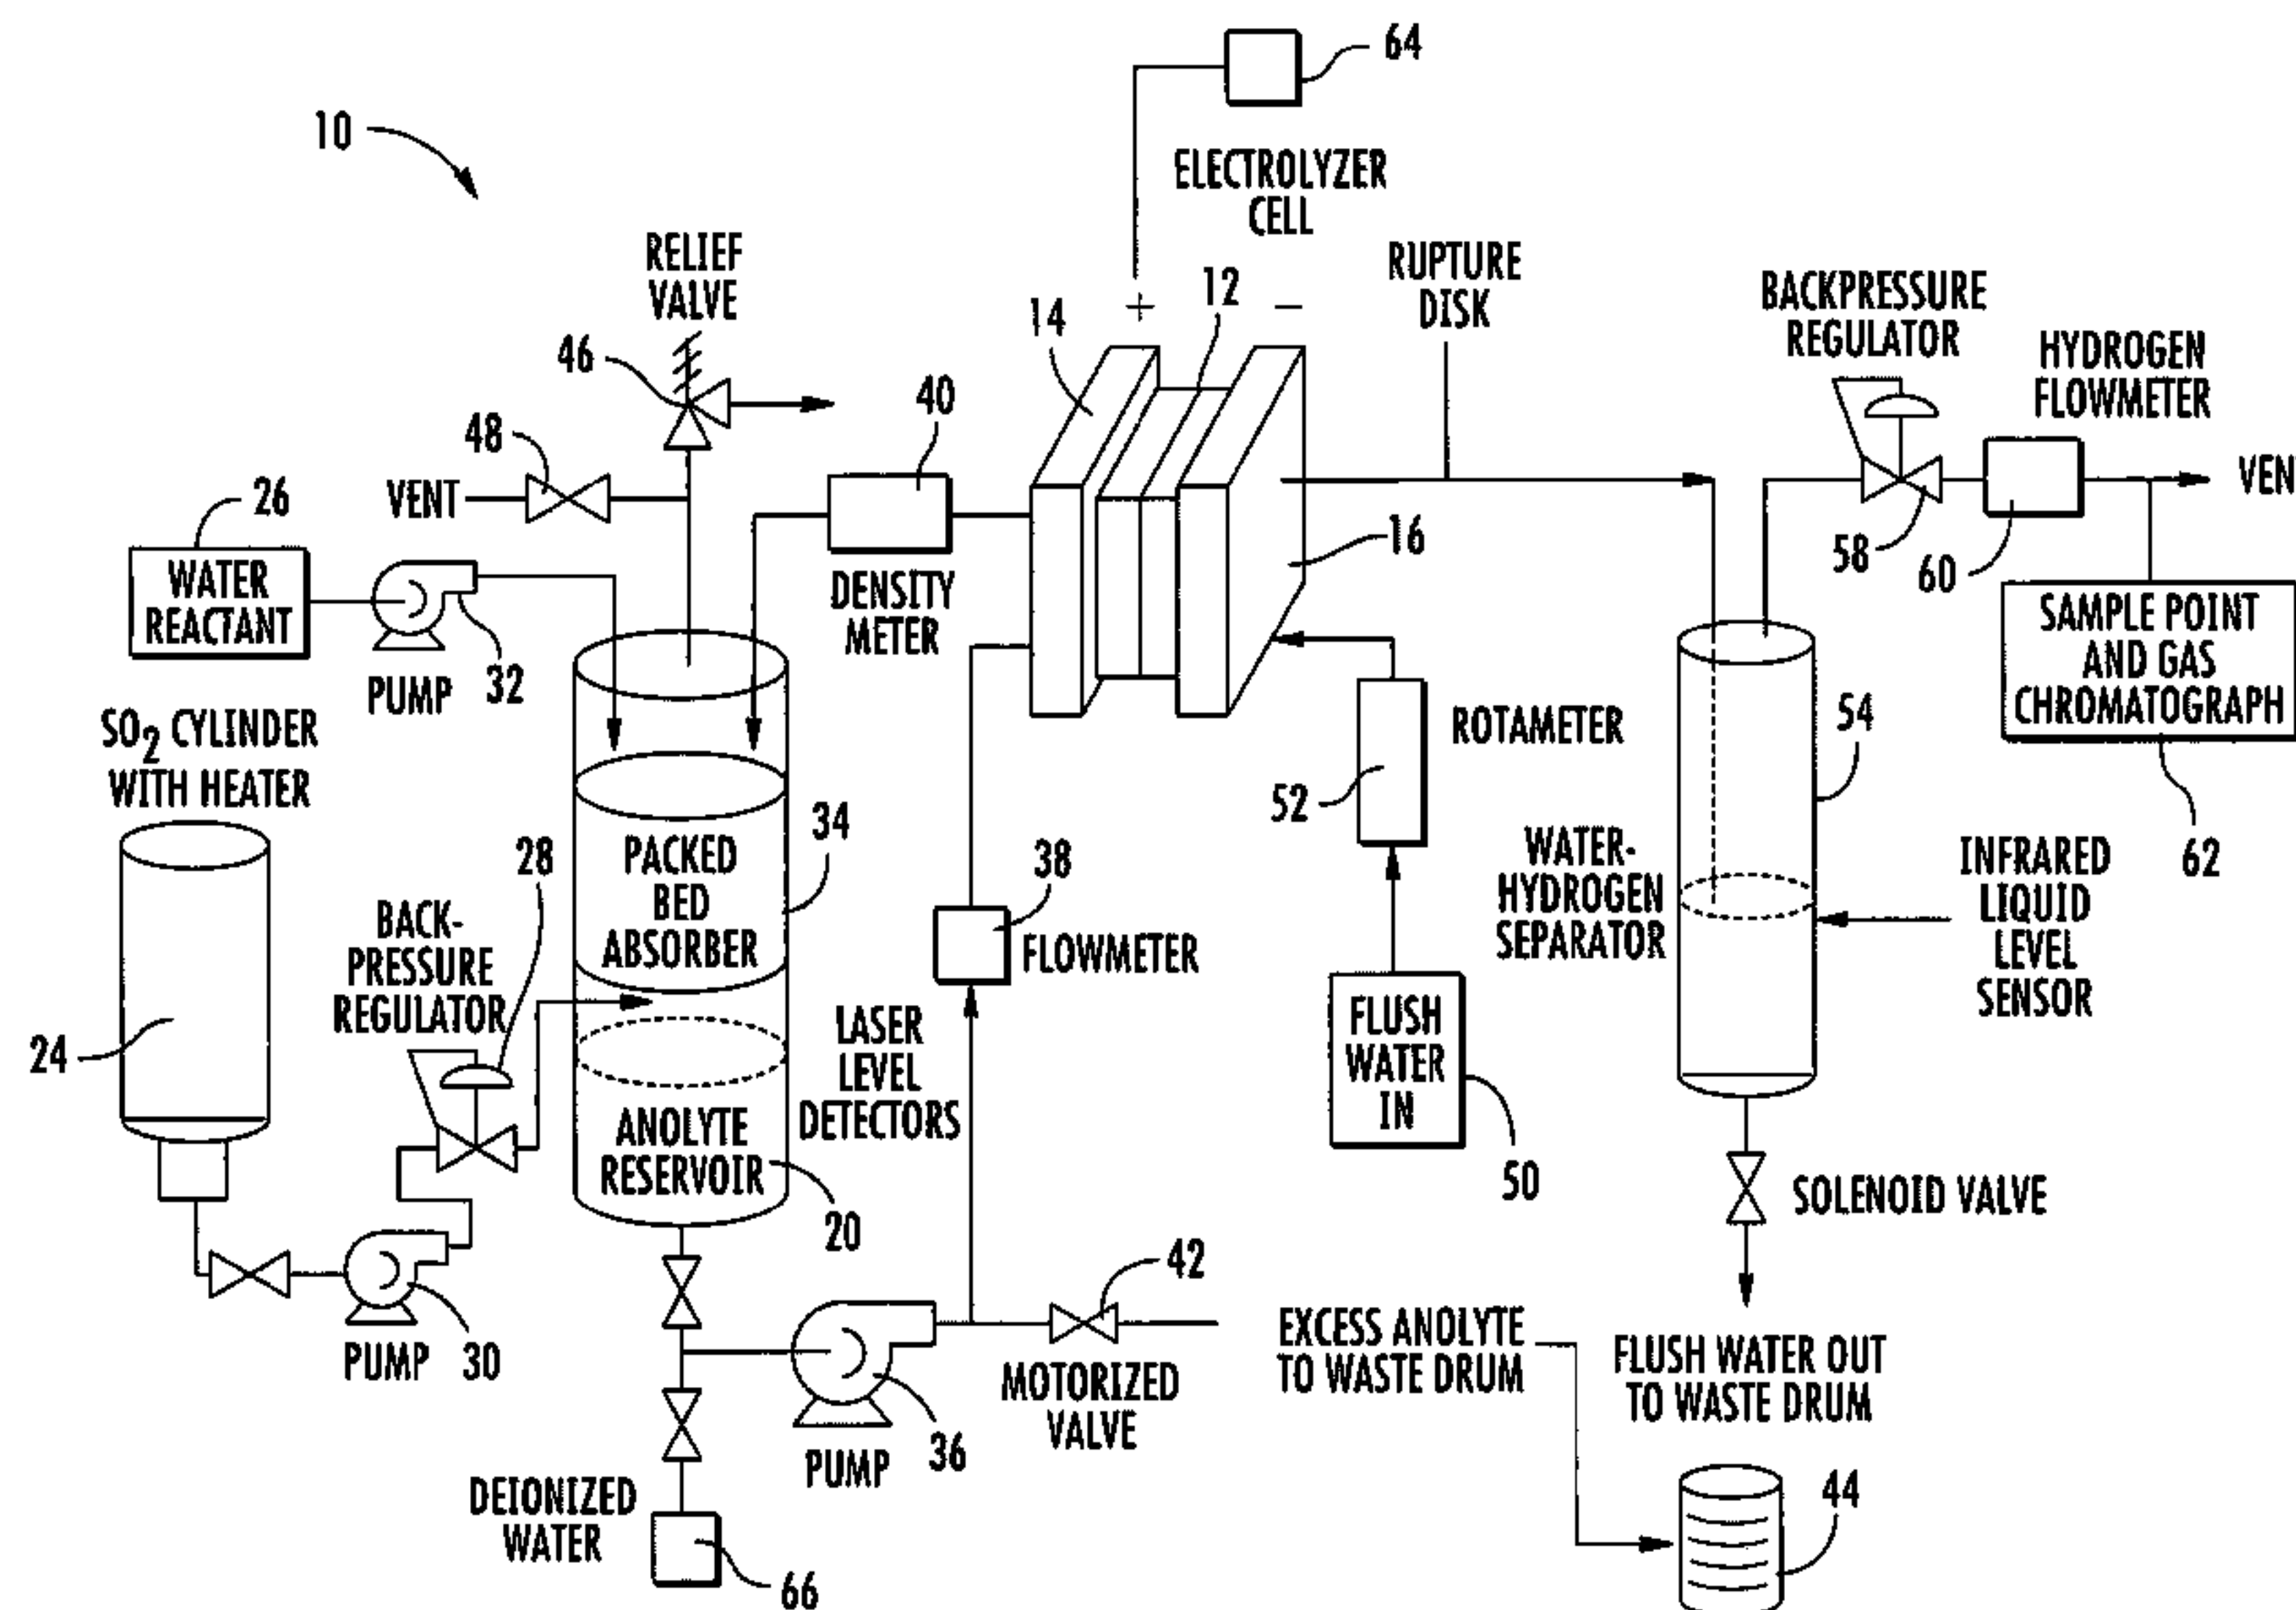 64
10
ELECTROLYZER
CELL
RELIEF
VALVE
RUPTURE
DISK
12
+
−
14
BACKPRESSURE
REGULATOR
HYDROGEN
FLOWMETER
46
40
48
VENT
26
WATER
REACTANT
PUMP
32
DENSITY
METER
16
58
60
VEN
SAMPLE POINT
AND GAS
CHROMATOGRAPH
62
SO2 CYLINDER
WITH HEATER
24
BACK-
PRESSURE
REGULATOR
28
PACKED
BED
ABSORBER
34
38
FLOWMETER
ROTAMETER
52
54
WATER-
HYDROGEN
SEPARATOR
INFRARED
LIQUID
LEVEL
SENSOR
LASER
LEVEL
DETECTORS
FLUSH
WATER
IN
50
ANOLYTE
RESERVOIR
20
SOLENOID VALVE
PUMP
30
42
MOTORIZED
VALVE
PUMP
36
EXCESS ANOLYTE
TO WASTE DRUM
FLUSH WATER OUT
TO WASTE DRUM
DEIONIZED
WATER
66
44